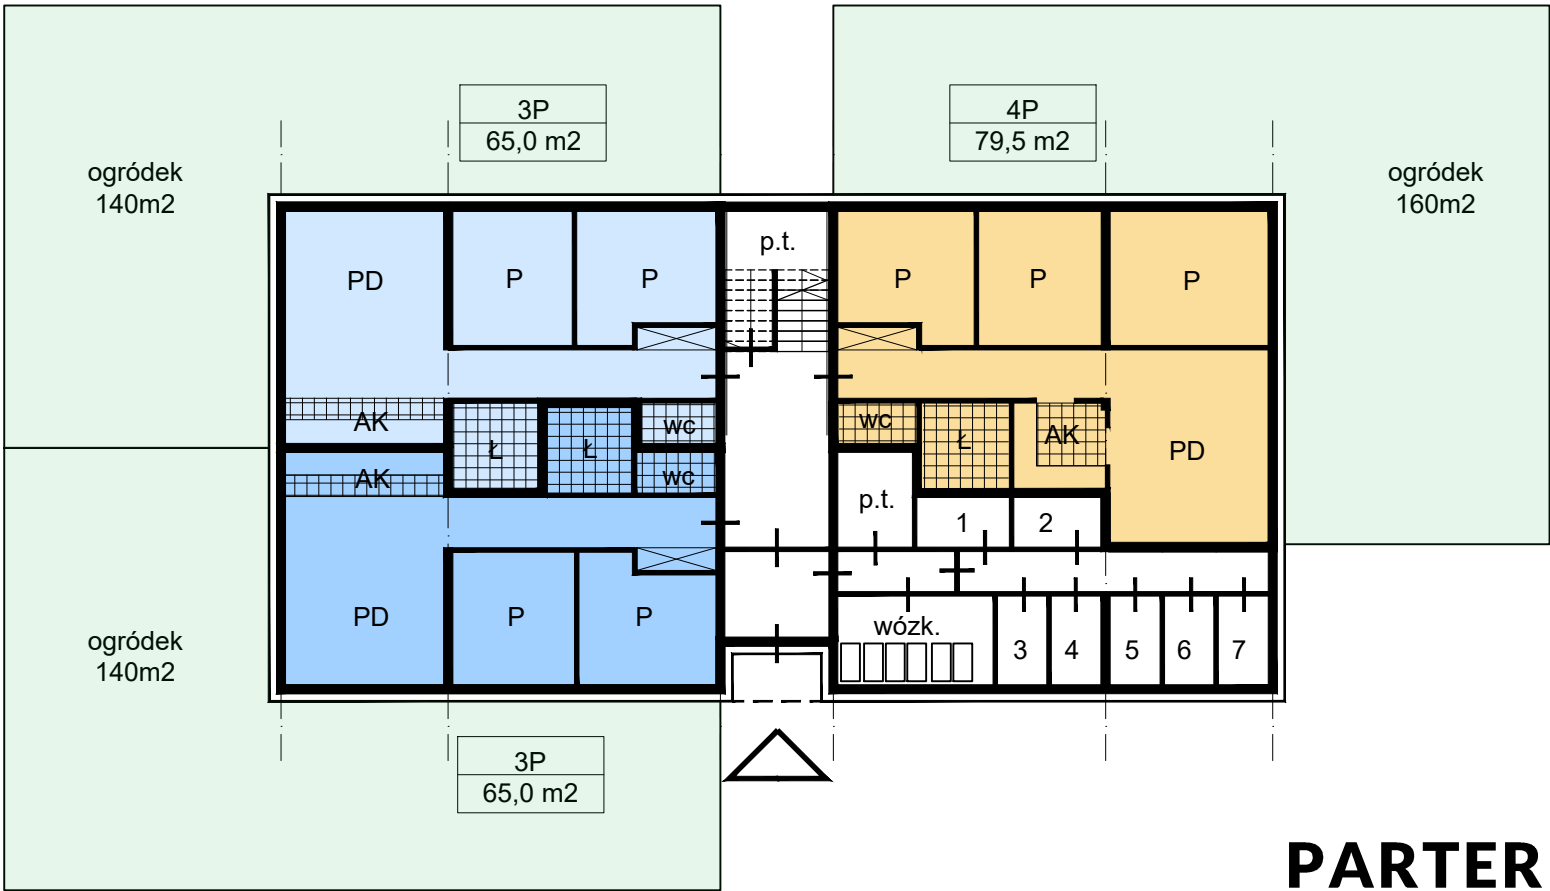 3P
65,0 m2
4P
79,5 m2
ogródek
140m2
ogródek
160m2
p.t.
PD
P
P
P
P
P
AK
Ł
Ł
wc
wc
Ł
AK
PD
AK
wc
p.t.
1
2
PD
P
P
wózk.
3
4
5
6
7
ogródek
140m2
3P
65,0 m2
PARTER